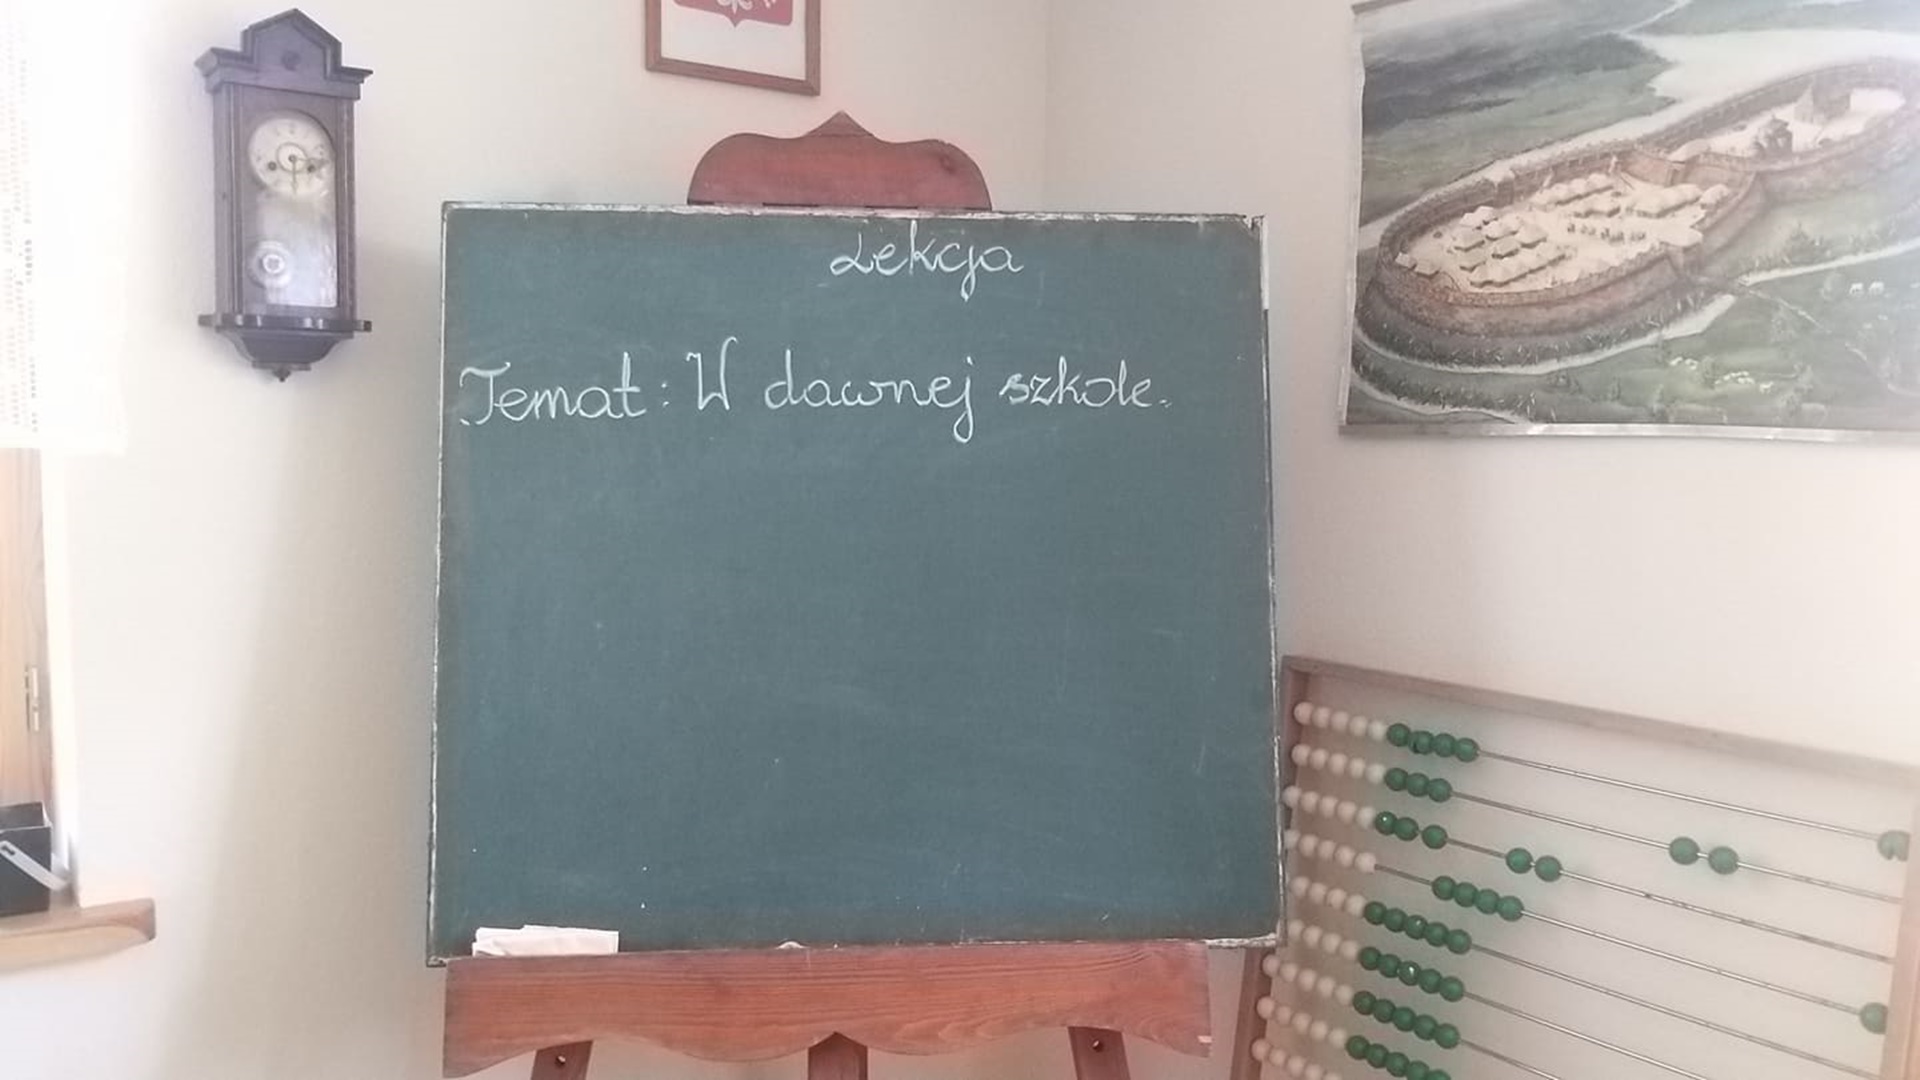 Lekcja
Temat: W dawnej szkole.